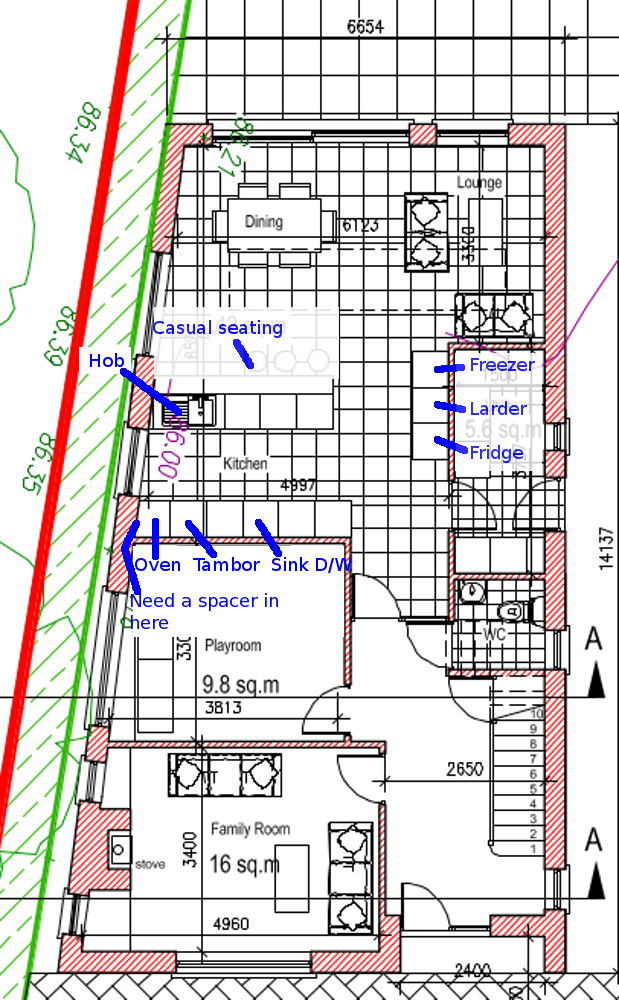 6654
86.34
86.21
Lounge
Dining
6123
3300
86.39
Casual seating
Hob
Freezer
1500
Larder
5.6 sq.m
Fridge
86.00
86.35
Kitchen
4997
14137
Oven Tambor Sink D/W
Need a spacer in
here
WC
A
330
Playroom
9.8 sq.m
3813
10
9
8
7
6
5
4
3
2
1
2650
A
Family Room
3400
16 sq.m
stove
4960
2400